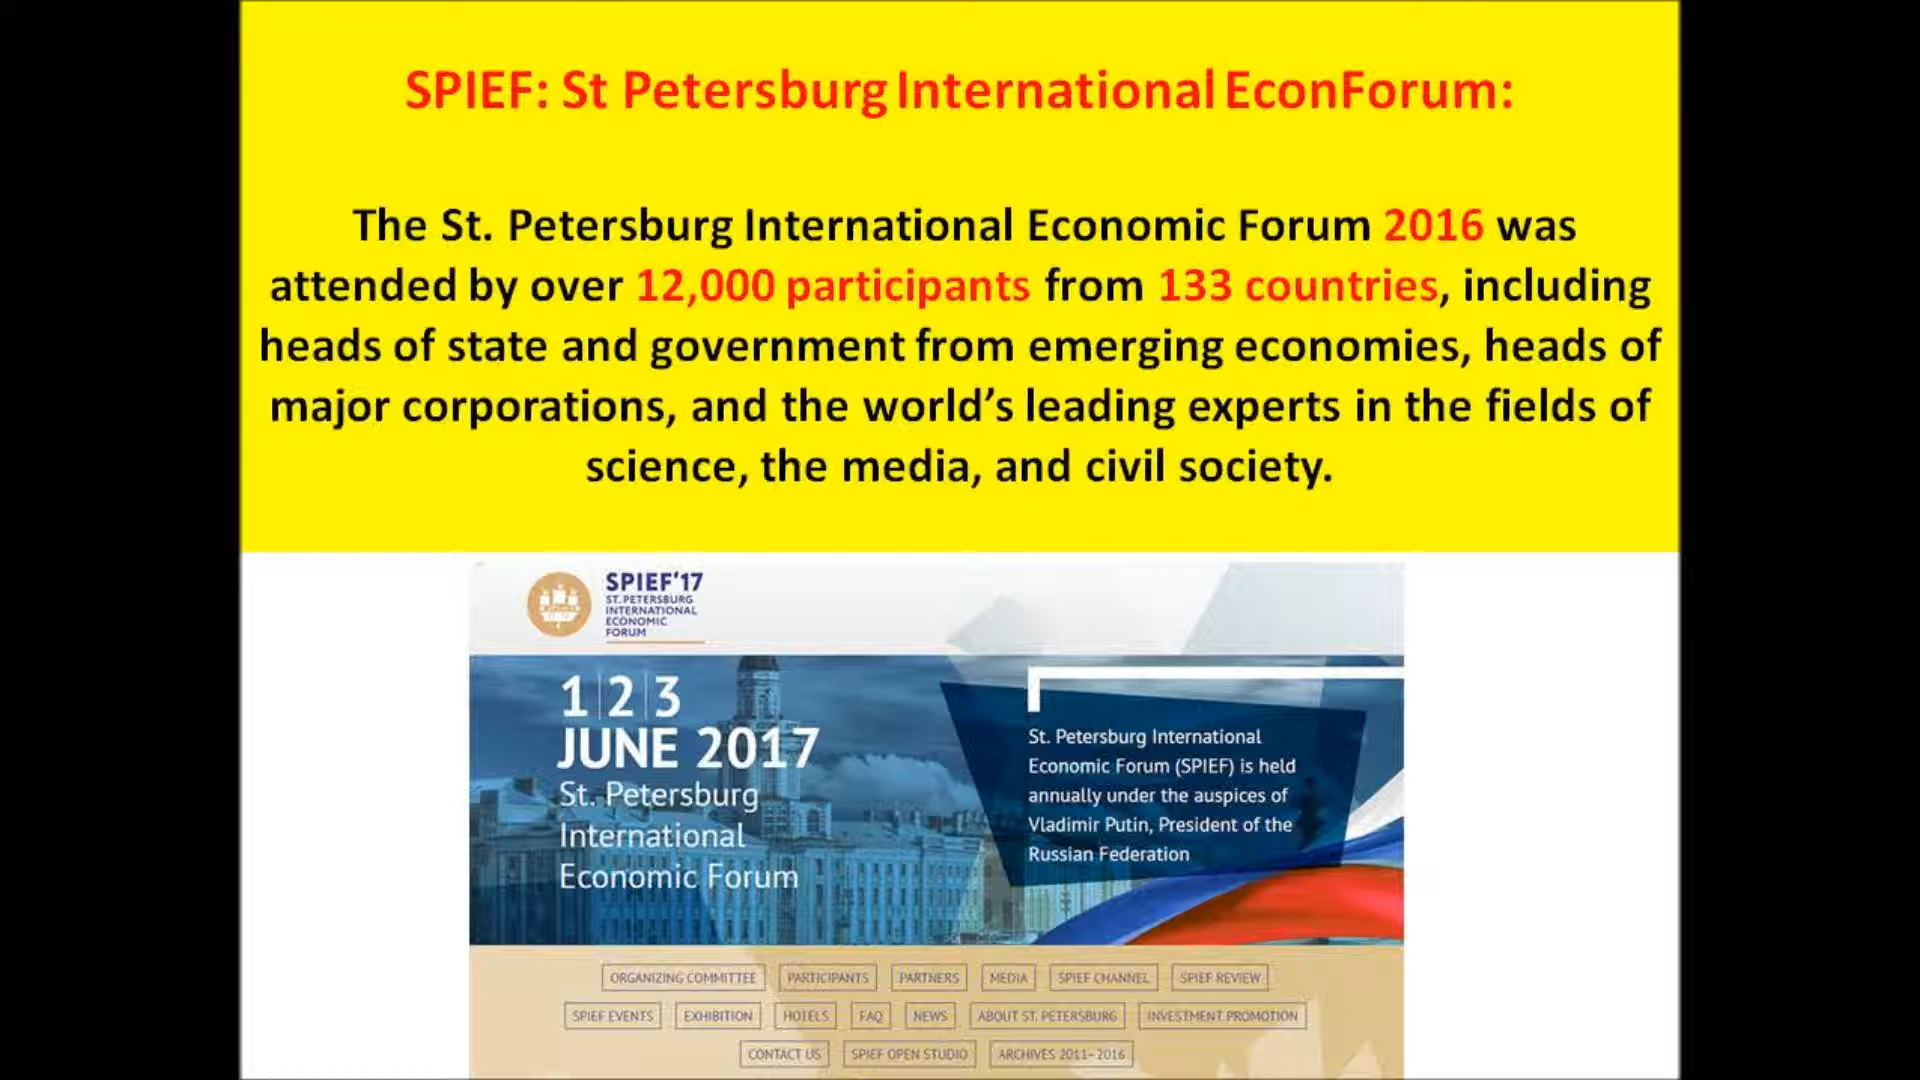 SPIEF: St Petersburg International EconForum:
The St. Petersburg International Economic Forum 2016 was
attended by over 12,000 participants from 133 countries, including
heads of state and government from emerging economies, heads of
major corporations, and the world’s leading experts in the fields of
science, the media, and civil society.
SPIEF’17
ST. PETERSBURG
INTERNATIONAL
ECONOMIC
FORUM
1 2 3
JUNE 2017
St. Petersburg
International
Economic Forum
St. Petersburg International
Economic Forum (SPIEF) is held
annually under the auspices of
Vladimir Putin, President of the
Russian Federation
ORGANIZING COMMITTEE PARTICIPANTS PARTNERS MEDIA SPIEF CHANNEL SPIEF REVIEW
SPIEF EVENTS EXHIBITION HOTELS FAQ NEWS ABOUT ST. PETERSBURG INVESTMENT PROMOTION
CONTACT US SPIEF OPEN STUDIO ARCHIVES 2011–2016